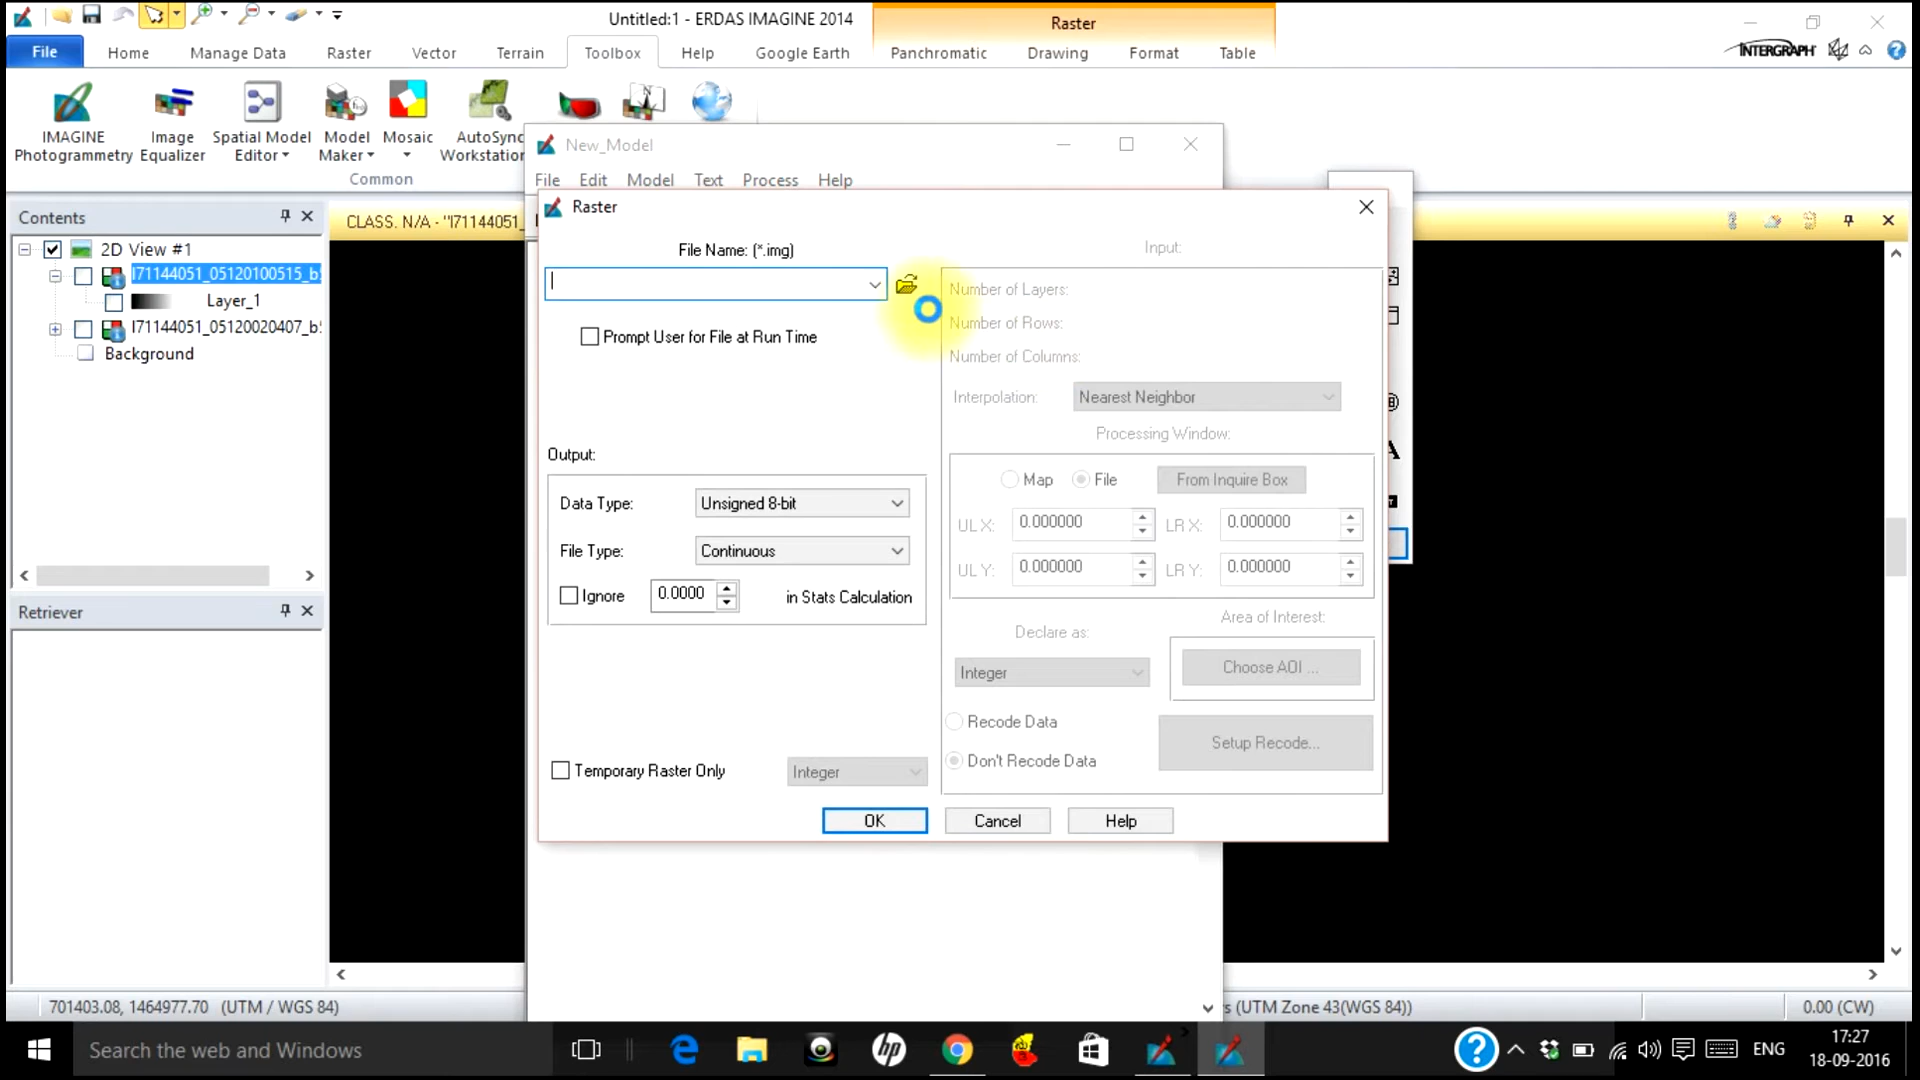 Untitled:1 - ERDAS IMAGINE 2014
Raster
File
Home
Manage Data
Raster
Vector
Terrain
Toolbox
Help
Google Earth
Panchromatic
Drawing
Format
Table
INTERGRAPH
IMAGINE
Photogrammetry
Image
Equalizer
Spatial Model
Editor
Model
Maker
Mosaic
AutoSync
Workstation
Common
New_Model
File
Edit
Model
Text
Process
Help
Contents
2D View #1
l71144051_05120100515_b
Layer_1
l71144051_05120020407_b
Background
CLASS. N/A - "l71144051_
Raster
File Name: (*.img)
Prompt User for File at Run Time
Output:
Data Type:
Unsigned 8-bit
File Type:
Continuous
Ignore
0.0000
in Stats Calculation
Temporary Raster Only
Integer
Input:
Number of Layers:
Number of Rows:
Number of Columns:
Interpolation:
Nearest Neighbor
Processing Window:
Map
File
From Inquire Box
UL X:
0.000000
LR X:
0.000000
UL Y:
0.000000
LR Y:
0.000000
Declare as:
Integer
Area of Interest:
Choose AOI ...
Recode Data
Don't Recode Data
Setup Recode...
OK
Cancel
Help
Retriever
701403.08, 1464977.70 (UTM / WGS 84)
s (UTM Zone 43(WGS 84))
0.00 (CW)
Search the web and Windows
hp
ENG
17:27
18-09-2016